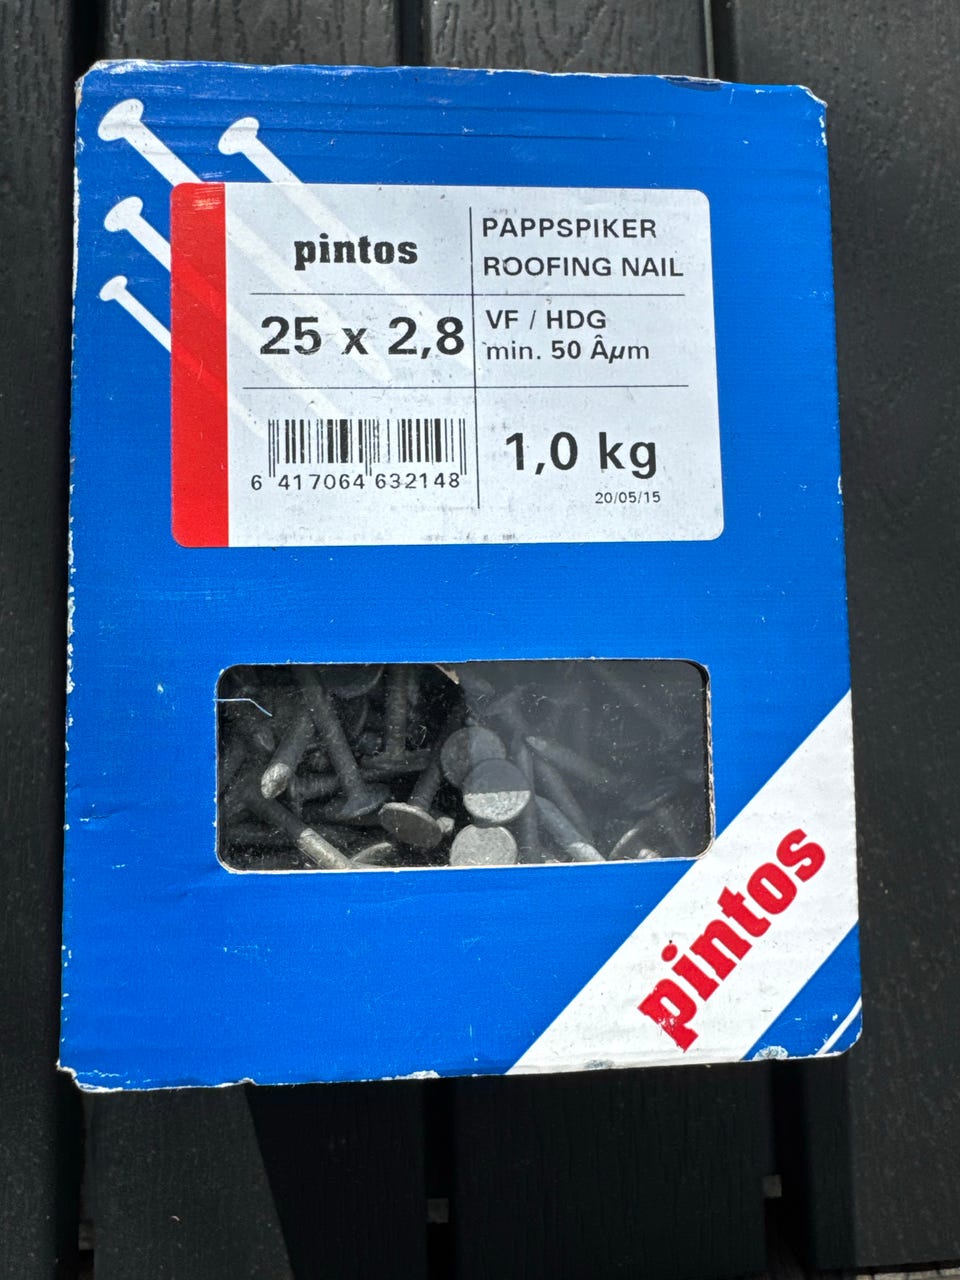 pintos
PAPPSPIKER
ROOFING NAIL
25 x 2,8
VF / HDG
min. 50 Âµm
6 417064 632148
1,0 kg
20/05/15
pintos